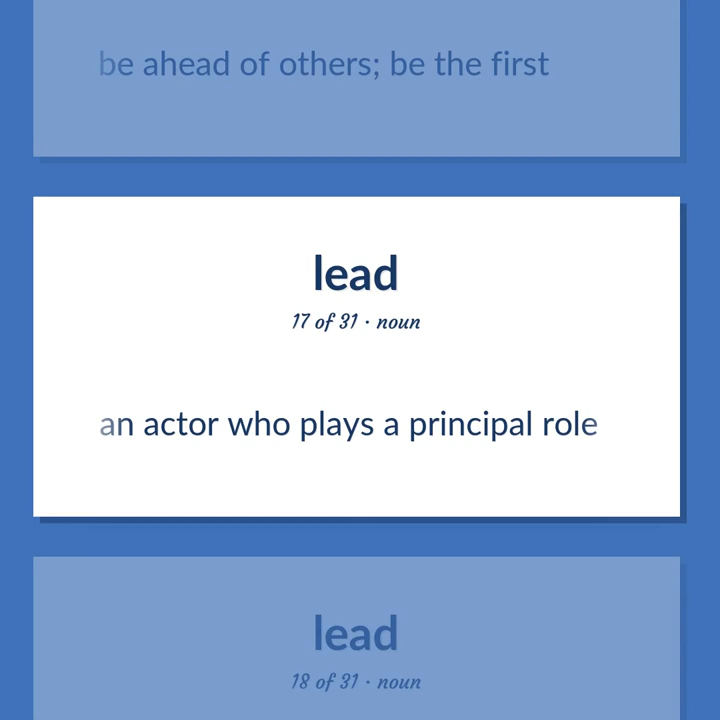 be ahead of others; be the first
lead
17 of 31 · noun
an actor who plays a principal role
lead
18 of 31 · noun